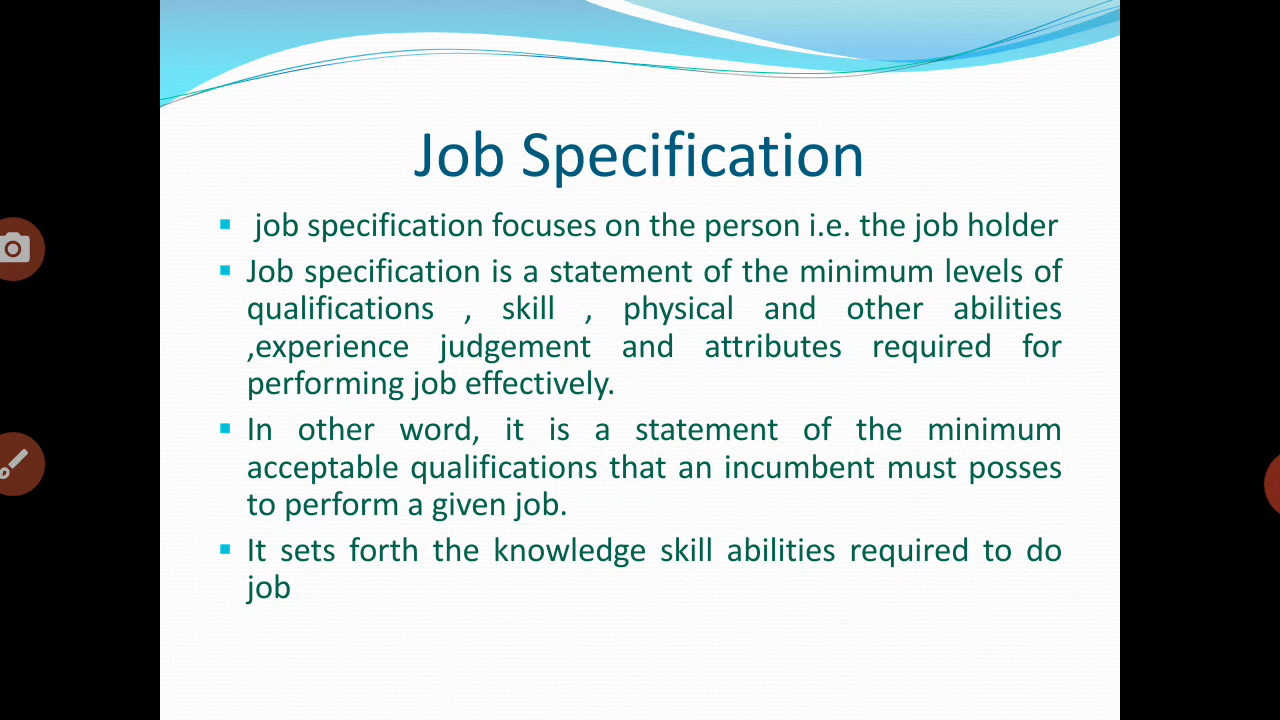 Job Specification
job specification focuses on the person i.e. the job holder
Job specification is a statement of the minimum levels of
qualifications , skill , physical and other abilities
,experience judgement and attributes required for
performing job effectively.
In other word, it is a statement of the minimum
acceptable qualifications that an incumbent must posses
to perform a given job.
It sets forth the knowledge skill abilities required to do
job